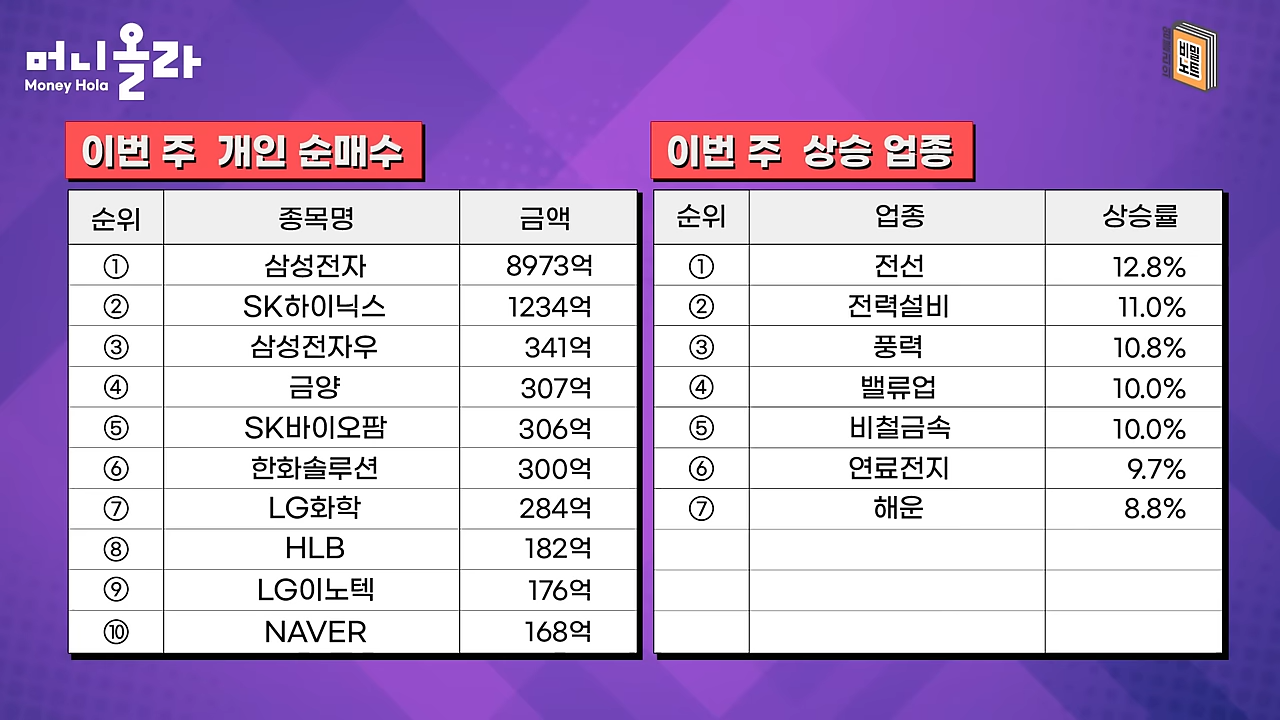 머니올라
Money Hola
비밀
노트
이번 주 개인 순매수
순위 종목명 금액
① 삼성전자 8973억
② SK하이닉스 1234억
③ 삼성전자우 341억
④ 금양 307억
⑤ SK바이오팜 306억
⑥ 한화솔루션 300억
⑦ LG화학 284억
⑧ HLB 182억
⑨ LG이노텍 176억
⑩ NAVER 168억
이번 주 상승 업종
순위 업종 상승률
① 전선 12.8%
② 전력설비 11.0%
③ 풍력 10.8%
④ 밸류업 10.0%
⑤ 비철금속 10.0%
⑥ 연료전지 9.7%
⑦ 해운 8.8%